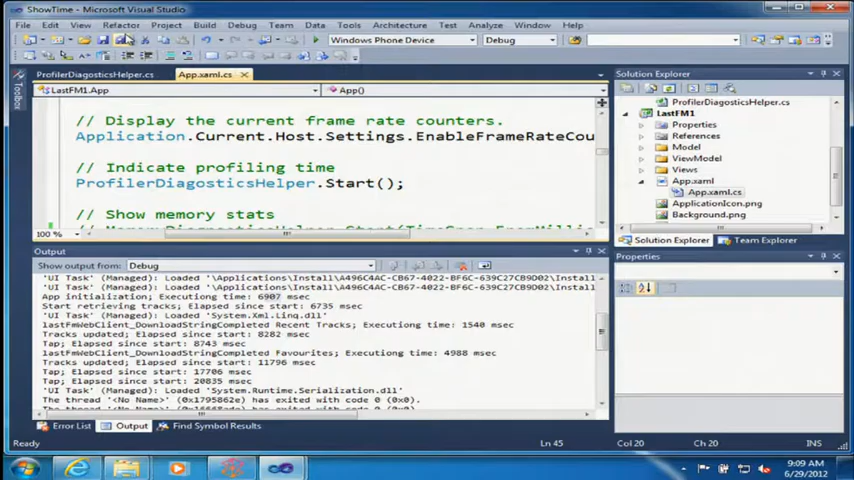 ShowTime - Microsoft Visual Studio
File Edit View Refactor Project Build Debug Team Data Tools Architecture Test Analyze Window Help
Windows Phone Device Debug
ProfilerDiagnosticsHelper.cs App.xaml.cs
LastFM1.App App()
// Display the current frame rate counters.
Application.Current.Host.Settings.EnableFrameRateCou
// Indicate profiling time
ProfilerDiagnosticsHelper.Start();
// Show memory stats
100 %
Output
Show output from: Debug
'UI Task' (Managed): Loaded '\Applications\Install\A496C4AC-CB67-4022-BF6C-639C27CB9D02\Install
'UI Task' (Managed): Loaded '\Applications\Install\A496C4AC-CB67-4022-BF6C-639C27CB9D02\Install
App initialization; Executiong time: 6907 msec
Start retrieving tracks; Elapsed since start: 6735 msec
'UI Task' (Managed): Loaded 'System.Xml.Linq.dll'
lastFmWebClient_DownloadStringCompleted Recent Tracks; Executiong time: 1540 msec
Tracks updated; Elapsed since start: 8282 msec
Tap; Elapsed since start: 8743 msec
lastFmWebClient_DownloadStringCompleted Favourites; Executiong time: 4988 msec
Tracks updated; Elapsed since start: 11796 msec
Tap; Elapsed since start: 17706 msec
Tap; Elapsed since start: 20835 msec
'UI Task' (Managed): Loaded 'System.Runtime.Serialization.dll'
The thread '<No Name>' (0x1795862e) has exited with code 0 (0x0).
Error List Output Find Symbol Results
Toolbox
Solution Explorer
ProfilerDiagnosticsHelper.cs
LastFM1
Properties
References
Model
ViewModel
Views
App.xaml
App.xaml.cs
ApplicationIcon.png
Background.png
Solution Explorer Team Explorer
Properties
Ready Ln 45 Col 20 Ch 20 INS
9:09 AM
6/29/2012